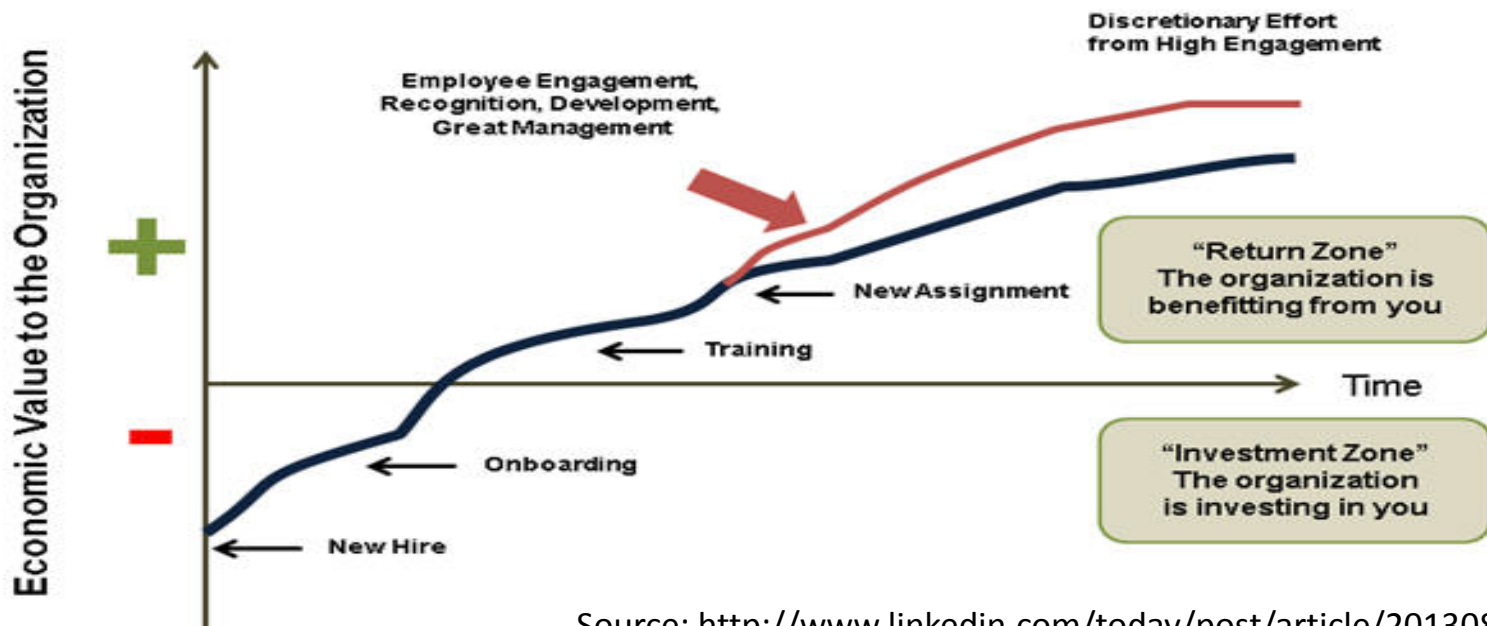 Economic Value to the Organization
Discretionary Effort
from High Engagement
Employee Engagement,
Recognition, Development,
Great Management
"Return Zone"
The organization is
benefitting from you
New Assignment
Training
Time
Onboarding
"Investment Zone"
The organization
is investing in you
New Hire
Source: http://www.linkedin.com/today/post/article/20130